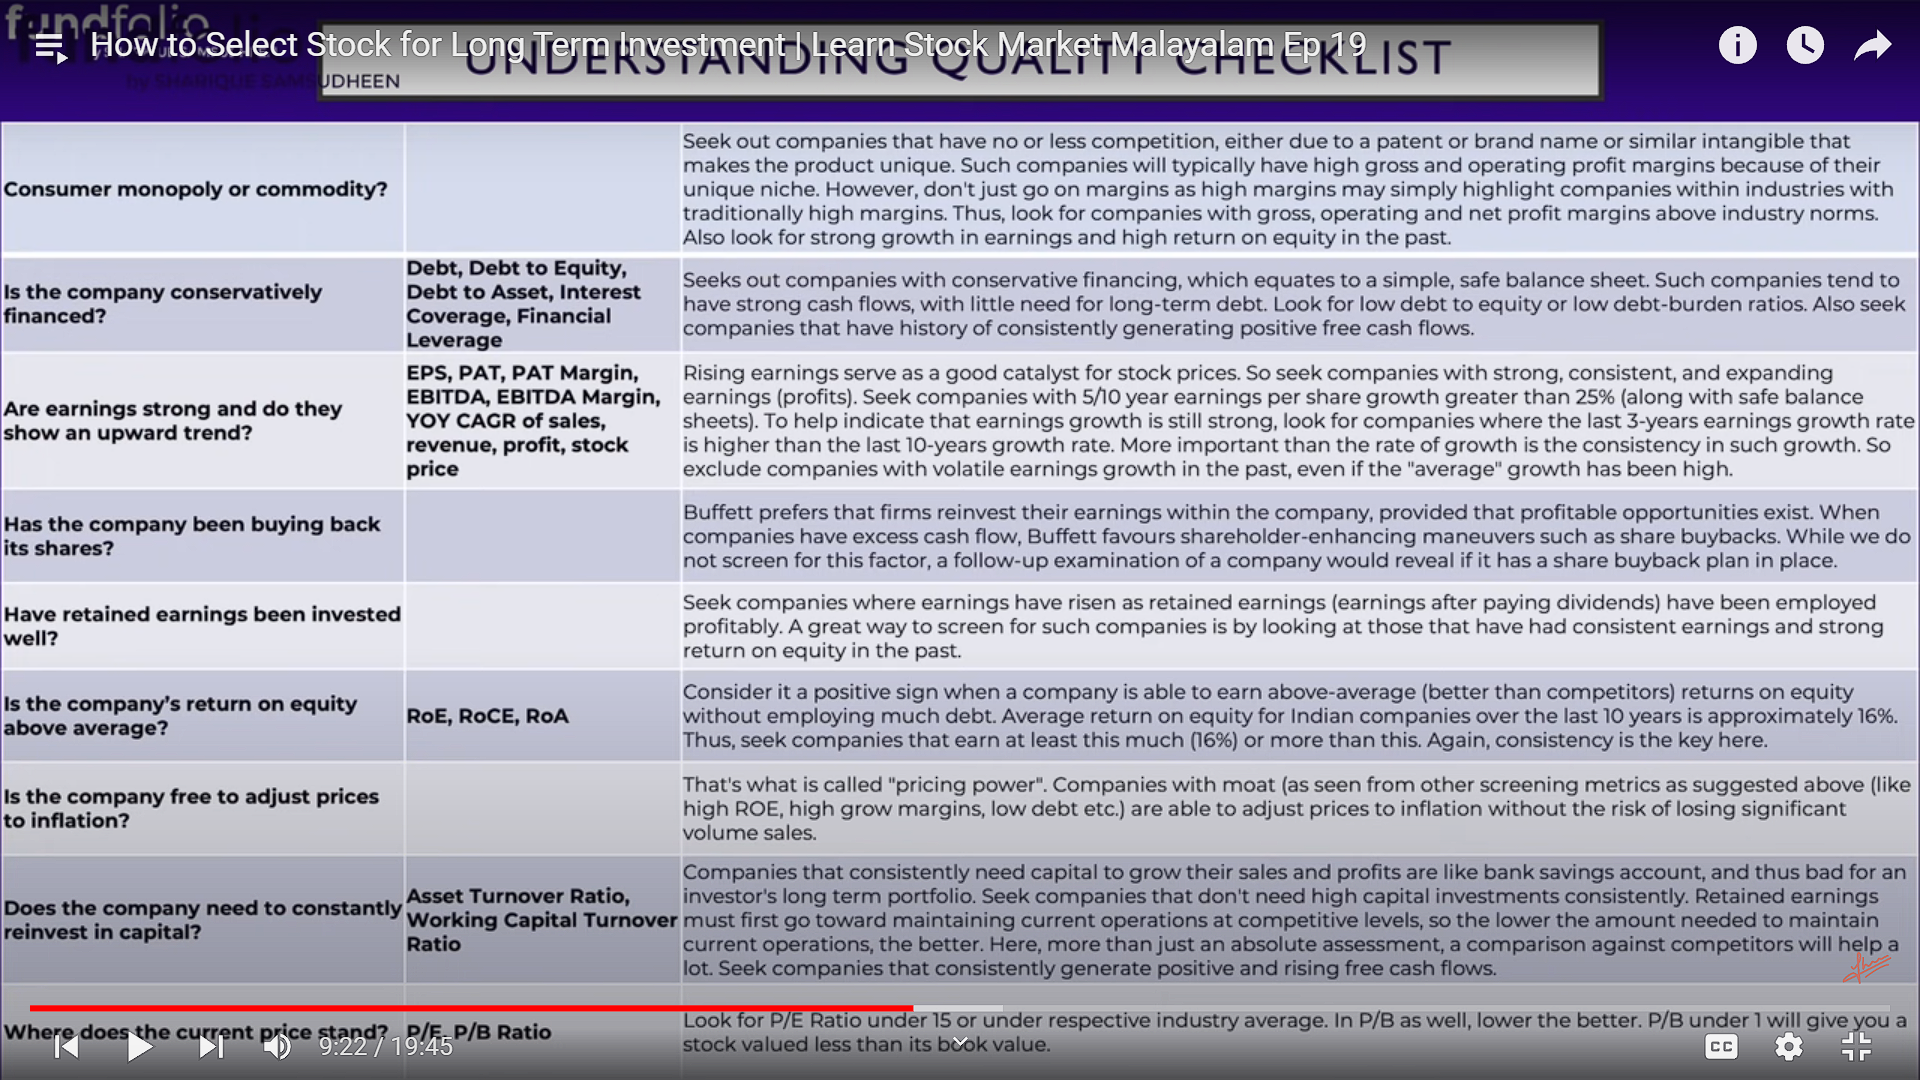 fundfolio
How to Select Stock for Long Term Investment | Learn Stock Market Malayalam Ep 19
by SHARIQUE SAMSUDHEEN
UNDERSTANDING QUALITY CHECKLIST
Consumer monopoly or commodity?
Seek out companies that have no or less competition, either due to a patent or brand name or similar intangible that
makes the product unique. Such companies will typically have high gross and operating profit margins because of their
unique niche. However, don't just go on margins as high margins may simply highlight companies within industries with
traditionally high margins. Thus, look for companies with gross, operating and net profit margins above industry norms.
Also look for strong growth in earnings and high return on equity in the past.
Is the company conservatively
financed?
Debt, Debt to Equity,
Debt to Asset, Interest
Coverage, Financial
Leverage
Seeks out companies with conservative financing, which equates to a simple, safe balance sheet. Such companies tend to
have strong cash flows, with little need for long-term debt. Look for low debt to equity or low debt-burden ratios. Also seek
companies that have history of consistently generating positive free cash flows.
Are earnings strong and do they
show an upward trend?
EPS, PAT, PAT Margin,
EBITDA, EBITDA Margin,
YOY CAGR of sales,
revenue, profit, stock
price
Rising earnings serve as a good catalyst for stock prices. So seek companies with strong, consistent, and expanding
earnings (profits). Seek companies with 5/10 year earnings per share growth greater than 25% (along with safe balance
sheets). To help indicate that earnings growth is still strong, look for companies where the last 3-years earnings growth rate
is higher than the last 10-years growth rate. More important than the rate of growth is the consistency in such growth. So
exclude companies with volatile earnings growth in the past, even if the "average" growth has been high.
Has the company been buying back
its shares?
Buffett prefers that firms reinvest their earnings within the company, provided that profitable opportunities exist. When
companies have excess cash flow, Buffett favours shareholder-enhancing maneuvers such as share buybacks. While we do
not screen for this factor, a follow-up examination of a company would reveal if it has a share buyback plan in place.
Have retained earnings been invested
well?
Seek companies where earnings have risen as retained earnings (earnings after paying dividends) have been employed
profitably. A great way to screen for such companies is by looking at those that have had consistent earnings and strong
return on equity in the past.
Is the company's return on equity
above average?
RoE, RoCE, RoA
Consider it a positive sign when a company is able to earn above-average (better than competitors) returns on equity
without employing much debt. Average return on equity for Indian companies over the last 10 years is approximately 16%.
Thus, seek companies that earn at least this much (16%) or more than this. Again, consistency is the key here.
Is the company free to adjust prices
to inflation?
That's what is called "pricing power". Companies with moat (as seen from other screening metrics as suggested above (like
high ROE, high grow margins, low debt etc.) are able to adjust prices to inflation without the risk of losing significant
volume sales.
Does the company need to constantly
reinvest in capital?
Asset Turnover Ratio,
Working Capital Turnover
Ratio
Companies that consistently need capital to grow their sales and profits are like bank savings account, and thus bad for an
investor's long term portfolio. Seek companies that don't need high capital investments consistently. Retained earnings
must first go toward maintaining current operations at competitive levels, so the lower the amount needed to maintain
current operations, the better. Here, more than just an absolute assessment, a comparison against competitors will help a
lot. Seek companies that consistently generate positive and rising free cash flows.
Where does the current price stand?
P/E, P/B Ratio
Look for P/E Ratio under 15 or under respective industry average. In P/B as well, lower the better. P/B under 1 will give you a
stock valued less than its book value.
9:22 / 19:45
CC